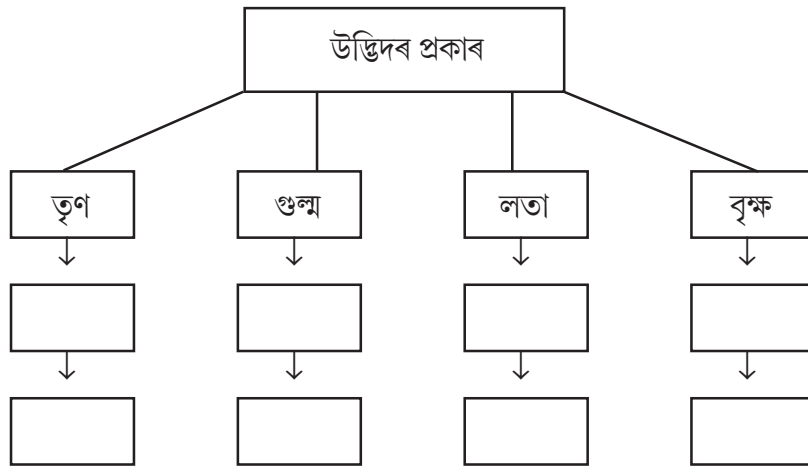 উদ্ভিদৰ প্ৰকাৰ
তৃণ
গুল্ম
লতা
বৃক্ষ